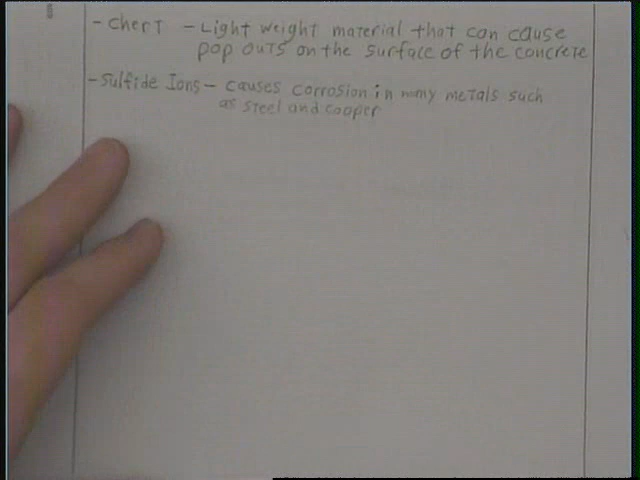 - Chert - Light weight material that can cause
pop outs on the surface of the concrete
- Sulfide Ions - causes corrosion in many metals such
as steel and cooper